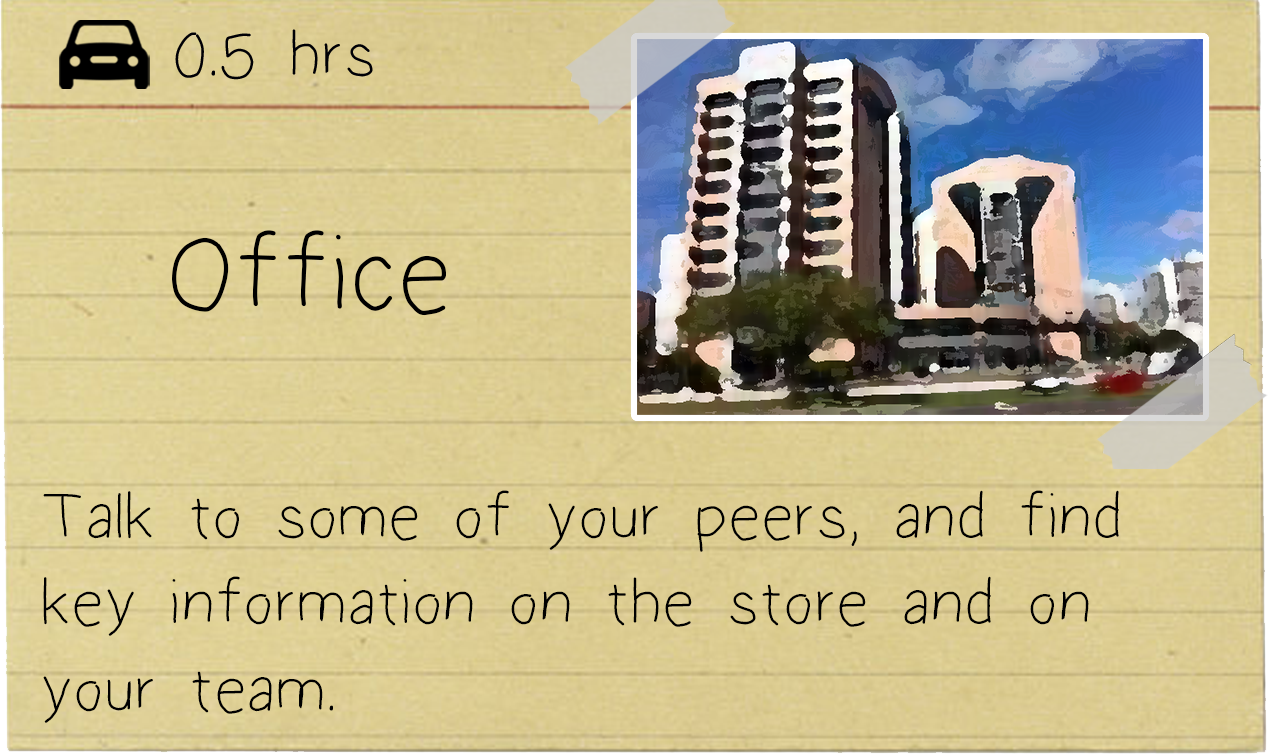 0.5 hrs
Office
Talk to some of your peers, and find
key information on the store and on
your team.